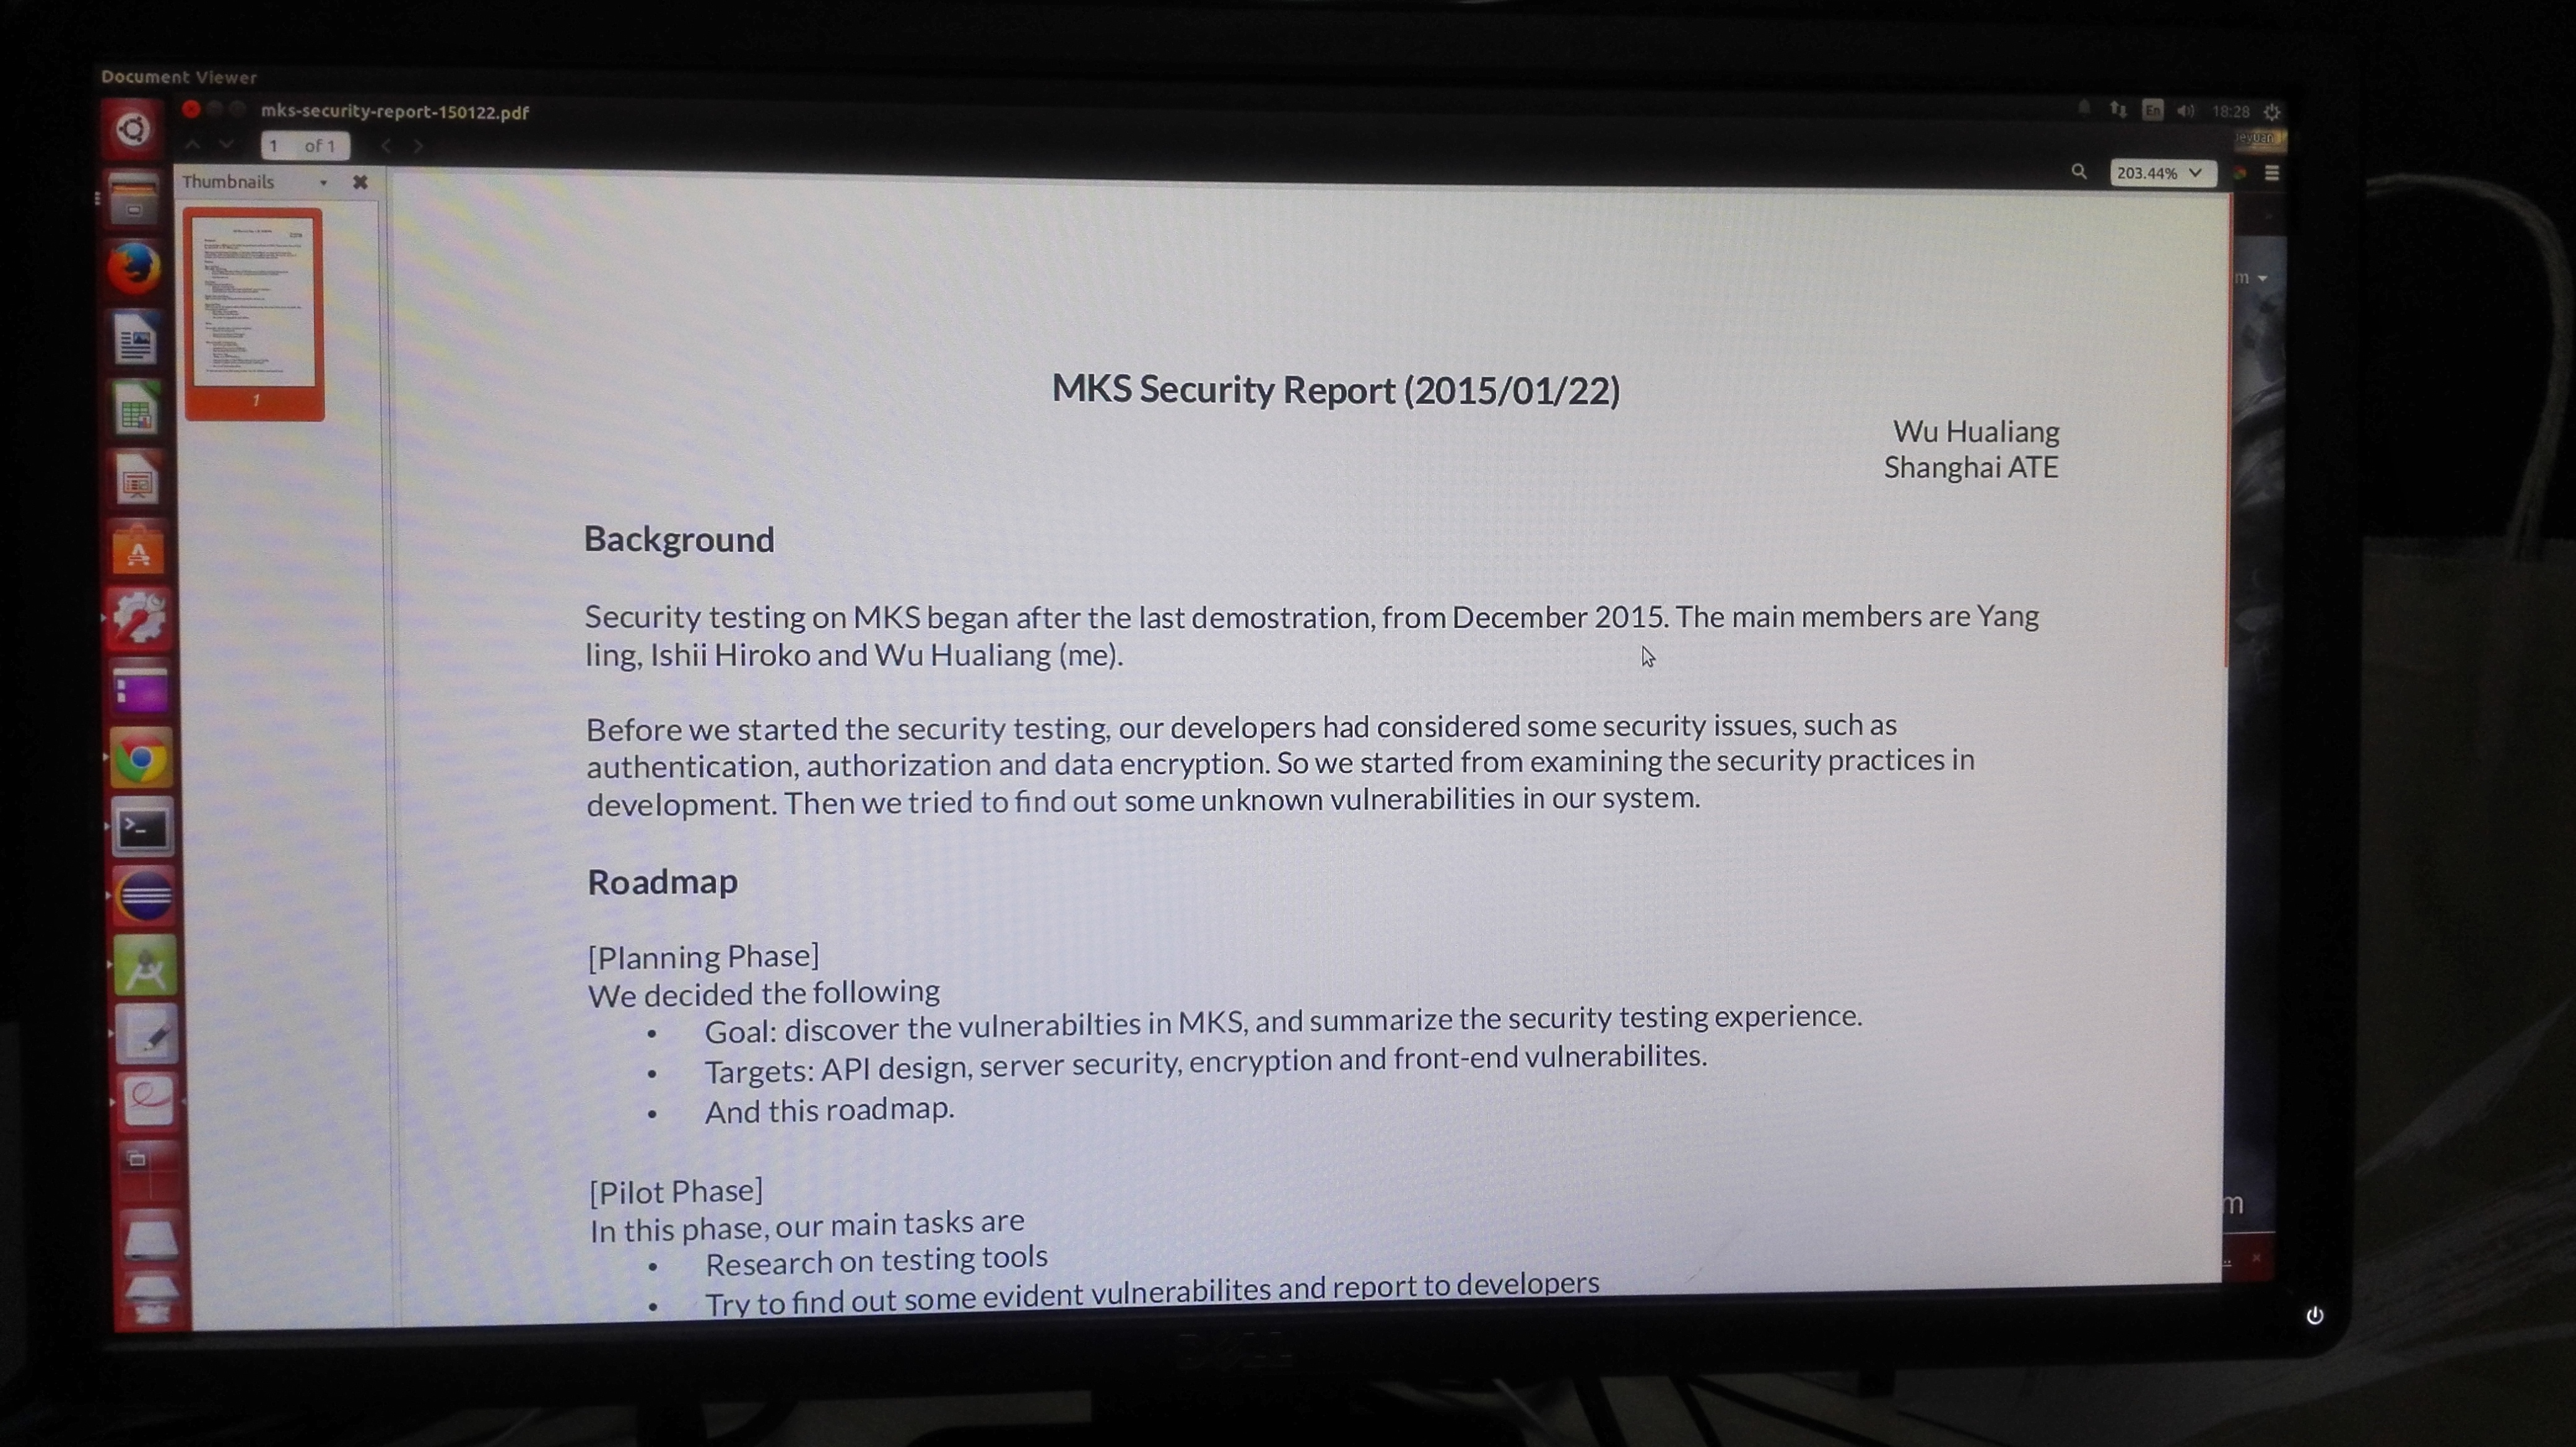 Document Viewer
mks-security-report-150122.pdf
En
18:28
1 of 1
203.44%
Thumbnails
1
MKS Security Report (2015/01/22)
Wu Hualiang
Shanghai ATE
Background
Security testing on MKS began after the last demostration, from December 2015. The main members are Yang
ling, Ishii Hiroko and Wu Hualiang (me).
Before we started the security testing, our developers had considered some security issues, such as
authentication, authorization and data encryption. So we started from examining the security practices in
development. Then we tried to find out some unknown vulnerabilities in our system.
Roadmap
[Planning Phase]
We decided the following
• Goal: discover the vulnerabilties in MKS, and summarize the security testing experience.
• Targets: API design, server security, encryption and front-end vulnerabilites.
• And this roadmap.
[Pilot Phase]
In this phase, our main tasks are
• Research on testing tools
• Try to find out some evident vulnerabilites and report to developers
m
m
DELL